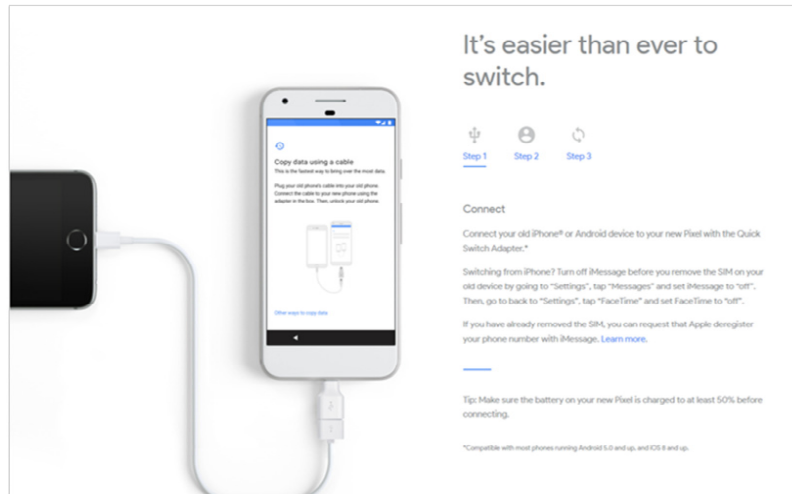 Copy data using a cable
This is the fastest way to bring over the most data.
Plug your old phone's cable into your old phone.
Connect the cable to your new phone using the
adapter in the box. Then, unlock your old phone.
Other ways to copy data
It's easier than ever to
switch.
Step 1 Step 2 Step 3
Connect
Connect your old iPhone® or Android device to your new Pixel with the Quick
Switch Adapter.*
Switching from iPhone? Turn off iMessage before you remove the SIM on your
old device by going to "Settings", tap "Messages" and set iMessage to "off".
Then, go to back to "Settings", tap "FaceTime" and set FaceTime to "off".
If you have already removed the SIM, you can request that Apple deregister
your phone number with iMessage. Learn more.
Tip: Make sure the battery on your new Pixel is charged to at least 50% before
connecting.
*Compatible with most phones running Android 5.0 and up, and iOS 8 and up.